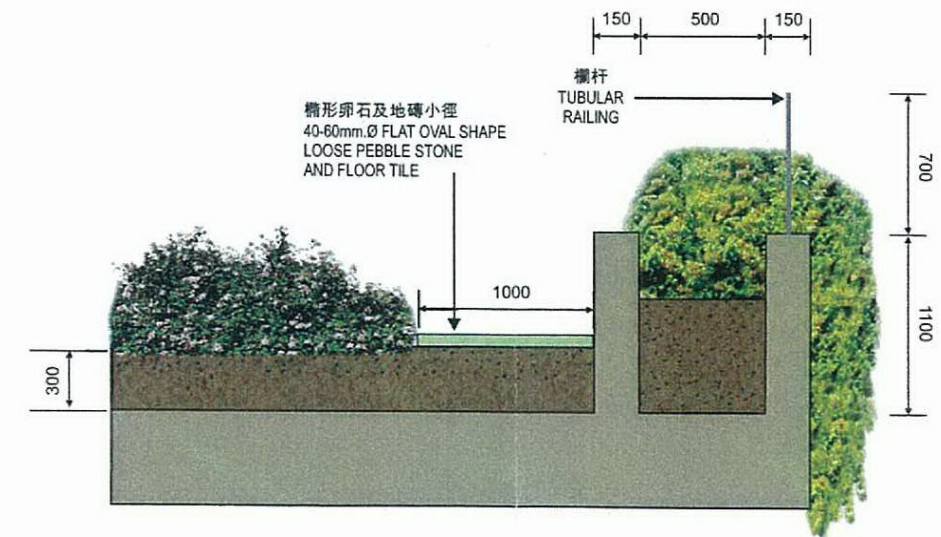 150
500
150
欄杆
TUBULAR
RAILING
橢形卵石及地磚小徑
40-60mm.Ø FLAT OVAL SHAPE
LOOSE PEBBLE STONE
AND FLOOR TILE
700
1000
1100
300